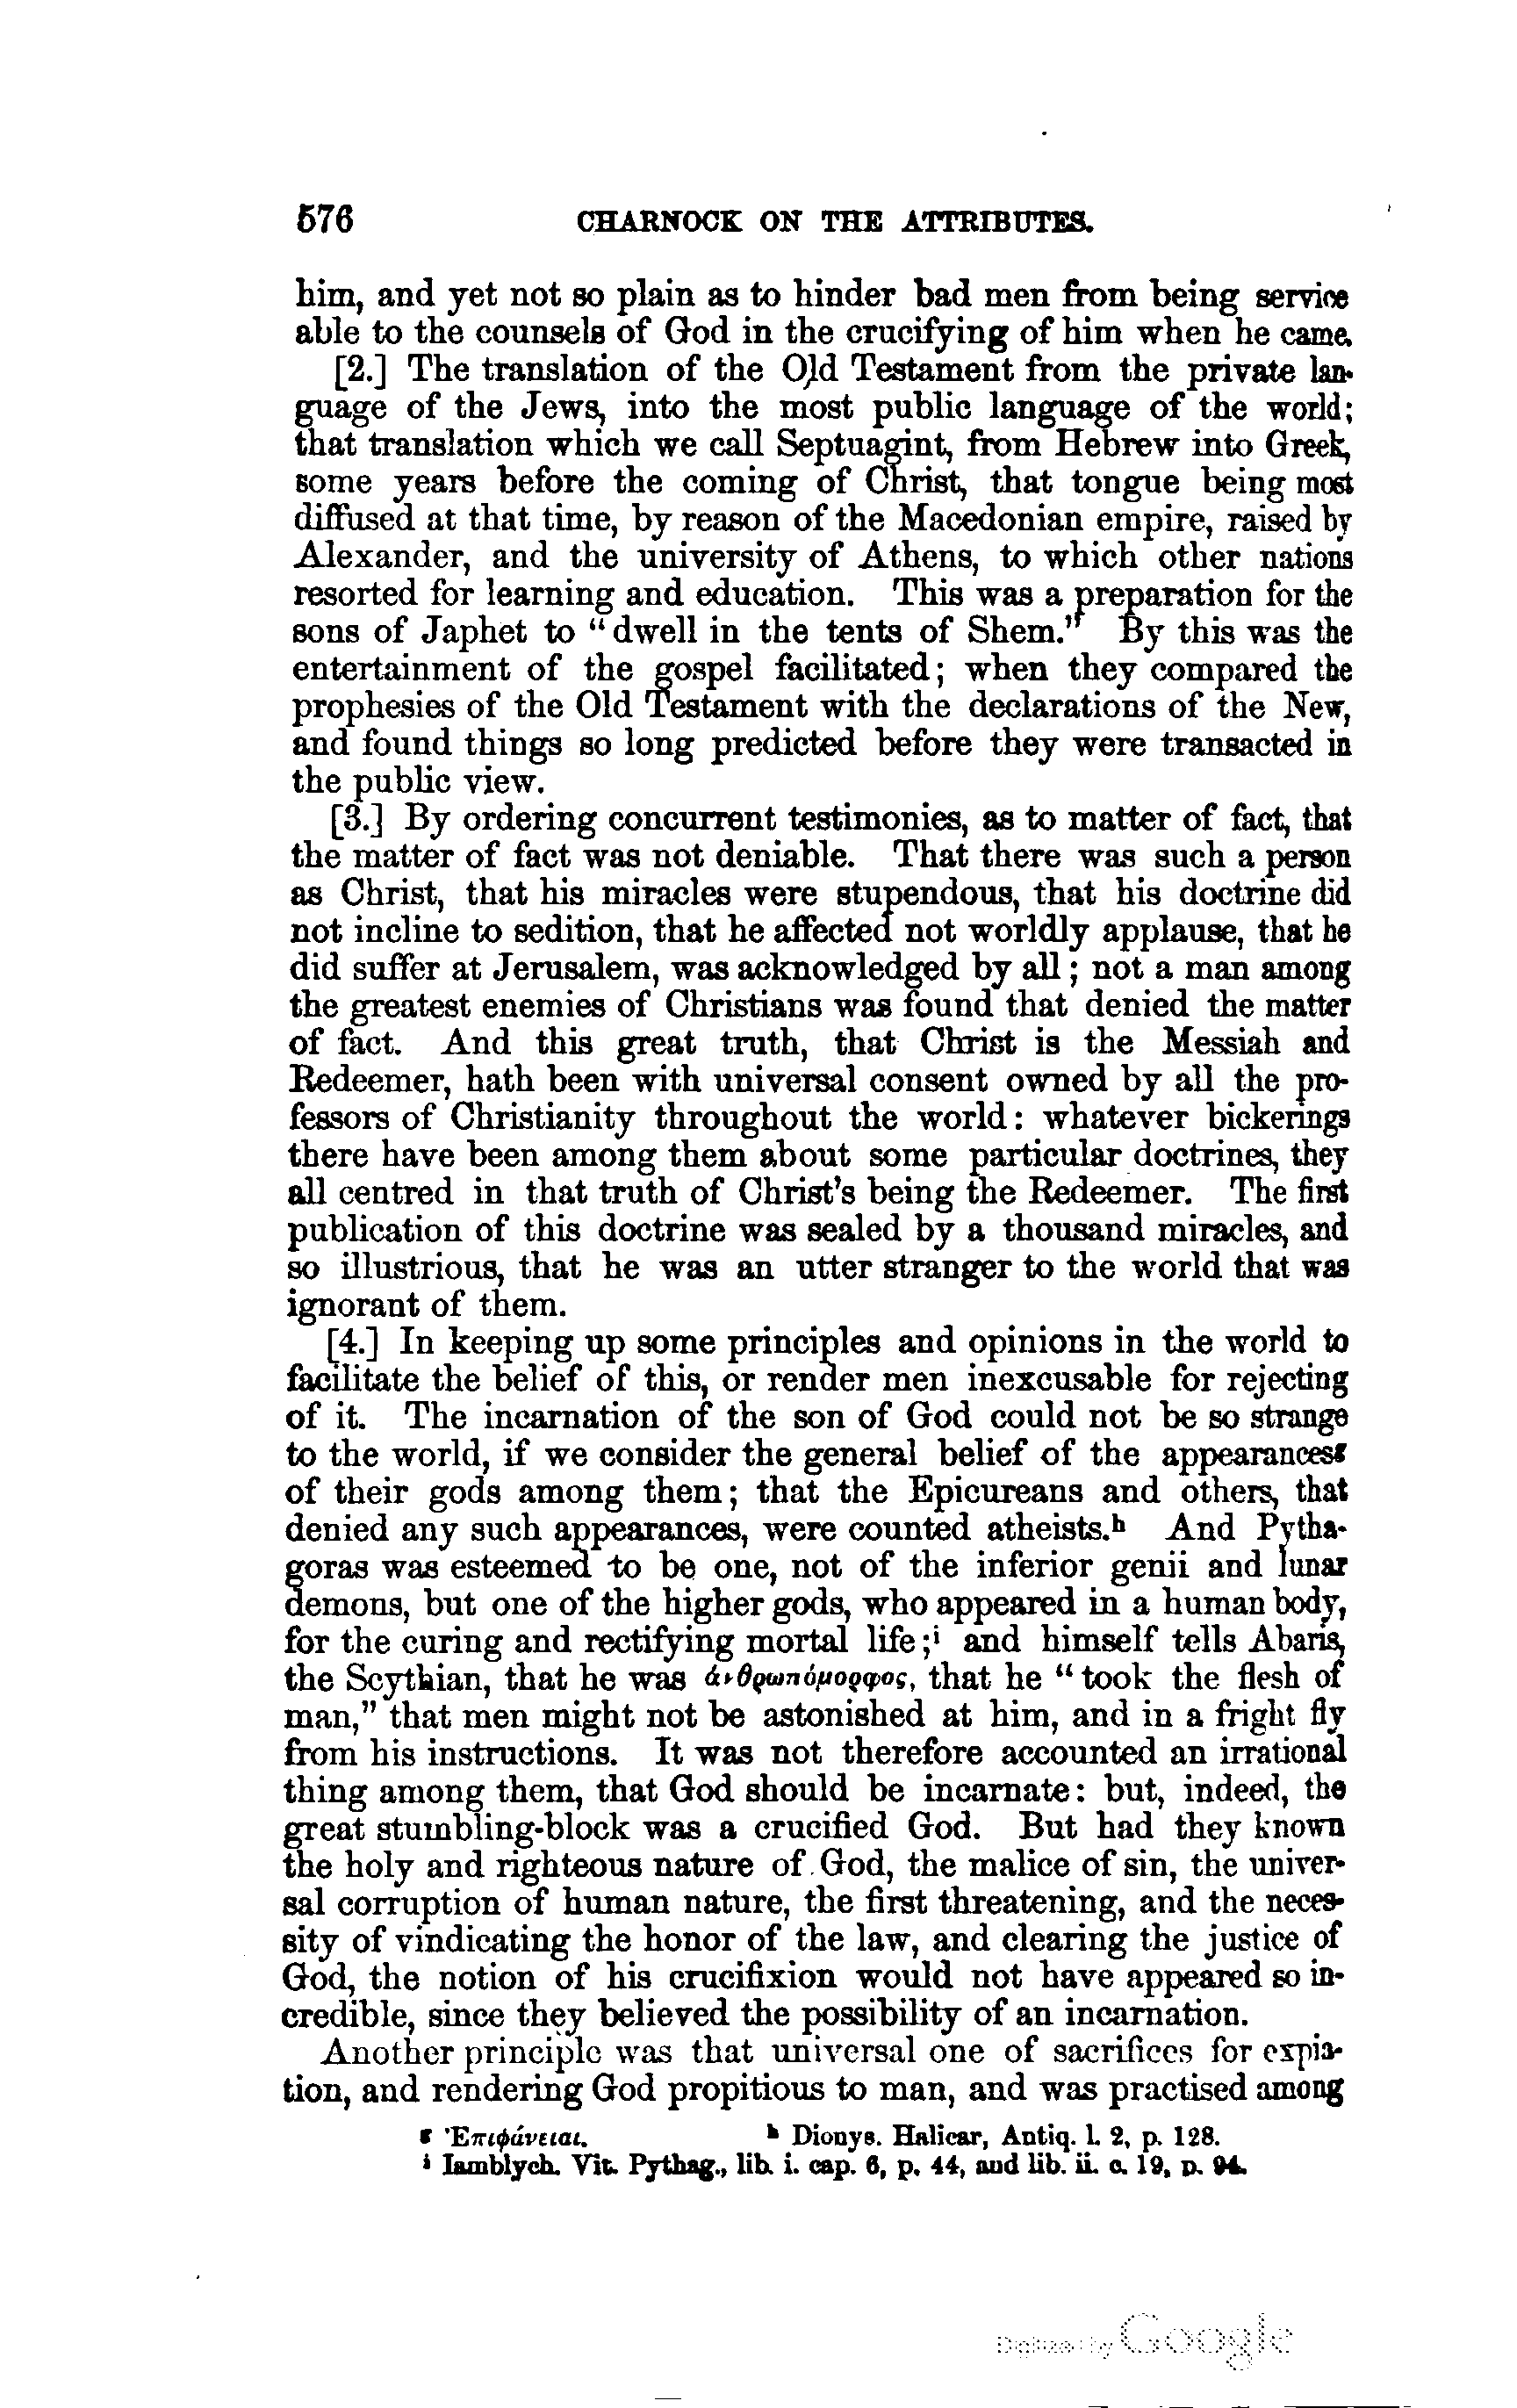 576 CHARNOCK ON THE ATTRIBUTES.
him, and yet not so plain as to hinder bad men from being service
able to the counsels of God in the crucifying of him when he came.
[2.] The translation of the Old Testament from the private lan-
guage of the Jews, into the most public language of the world;
that translation which we call Septuagint, from Hebrew into Greek,
some years before the coming of Christ, that tongue being most
diffused at that time, by reason of the Macedonian empire, raised by
Alexander, and the university of Athens, to which other nations
resorted for learning and education. This was a preparation for the
sons of Japhet to “dwell in the tents of Shem.” By this was the
entertainment of the gospel facilitated; when they compared the
prophesies of the Old Testament with the declarations of the New,
and found things so long predicted before they were transacted in
the public view.
[3.] By ordering concurrent testimonies, as to matter of fact, that
the matter of fact was not deniable. That there was such a person
as Christ, that his miracles were stupendous, that his doctrine did
not incline to sedition, that he affected not worldly applause, that he
did suffer at Jerusalem, was acknowledged by all; not a man among
the greatest enemies of Christians was found that denied the matter
of fact. And this great truth, that Christ is the Messiah and
Redeemer, hath been with universal consent owned by all the pro-
fessors of Christianity throughout the world: whatever bickerings
there have been among them about some particular doctrines, they
all centred in that truth of Christ's being the Redeemer. The first
publication of this doctrine was sealed by a thousand miracles, and
so illustrious, that he was an utter stranger to the world that was
ignorant of them.
[4.] In keeping up some principles and opinions in the world to
facilitate the belief of this, or render men inexcusable for rejecting
of it. The incarnation of the son of God could not be so strange
to the world, if we consider the general belief of the appearancesᵍ
of their gods among them; that the Epicureans and others, that
denied any such appearances, were counted atheists.ʰ And Pytha-
goras was esteemed to be one, not of the inferior genii and lunar
demons, but one of the higher gods, who appeared in a human body,
for the curing and rectifying mortal life;ⁱ and himself tells Abaris,
the Scythian, that he was ἀνθρωπόμορφος, that he “took the flesh of
man,” that men might not be astonished at him, and in a fright fly
from his instructions. It was not therefore accounted an irrational
thing among them, that God should be incarnate: but, indeed, the
great stumbling-block was a crucified God. But had they known
the holy and righteous nature of God, the malice of sin, the univer-
sal corruption of human nature, the first threatening, and the neces-
sity of vindicating the honor of the law, and clearing the justice of
God, the notion of his crucifixion would not have appeared so in-
credible, since they believed the possibility of an incarnation.
Another principle was that universal one of sacrifices for expia-
tion, and rendering God propitious to man, and was practised among
ᵍ Ἐπιφάνειαι. ʰ Dionys. Halicar, Antiq. l. 2, p. 128.
ⁱ Iamblych. Vit. Pythag., lib. i. cap. 6, p. 44, and lib. ii. c. 19, p. 94.
Digitized by Google